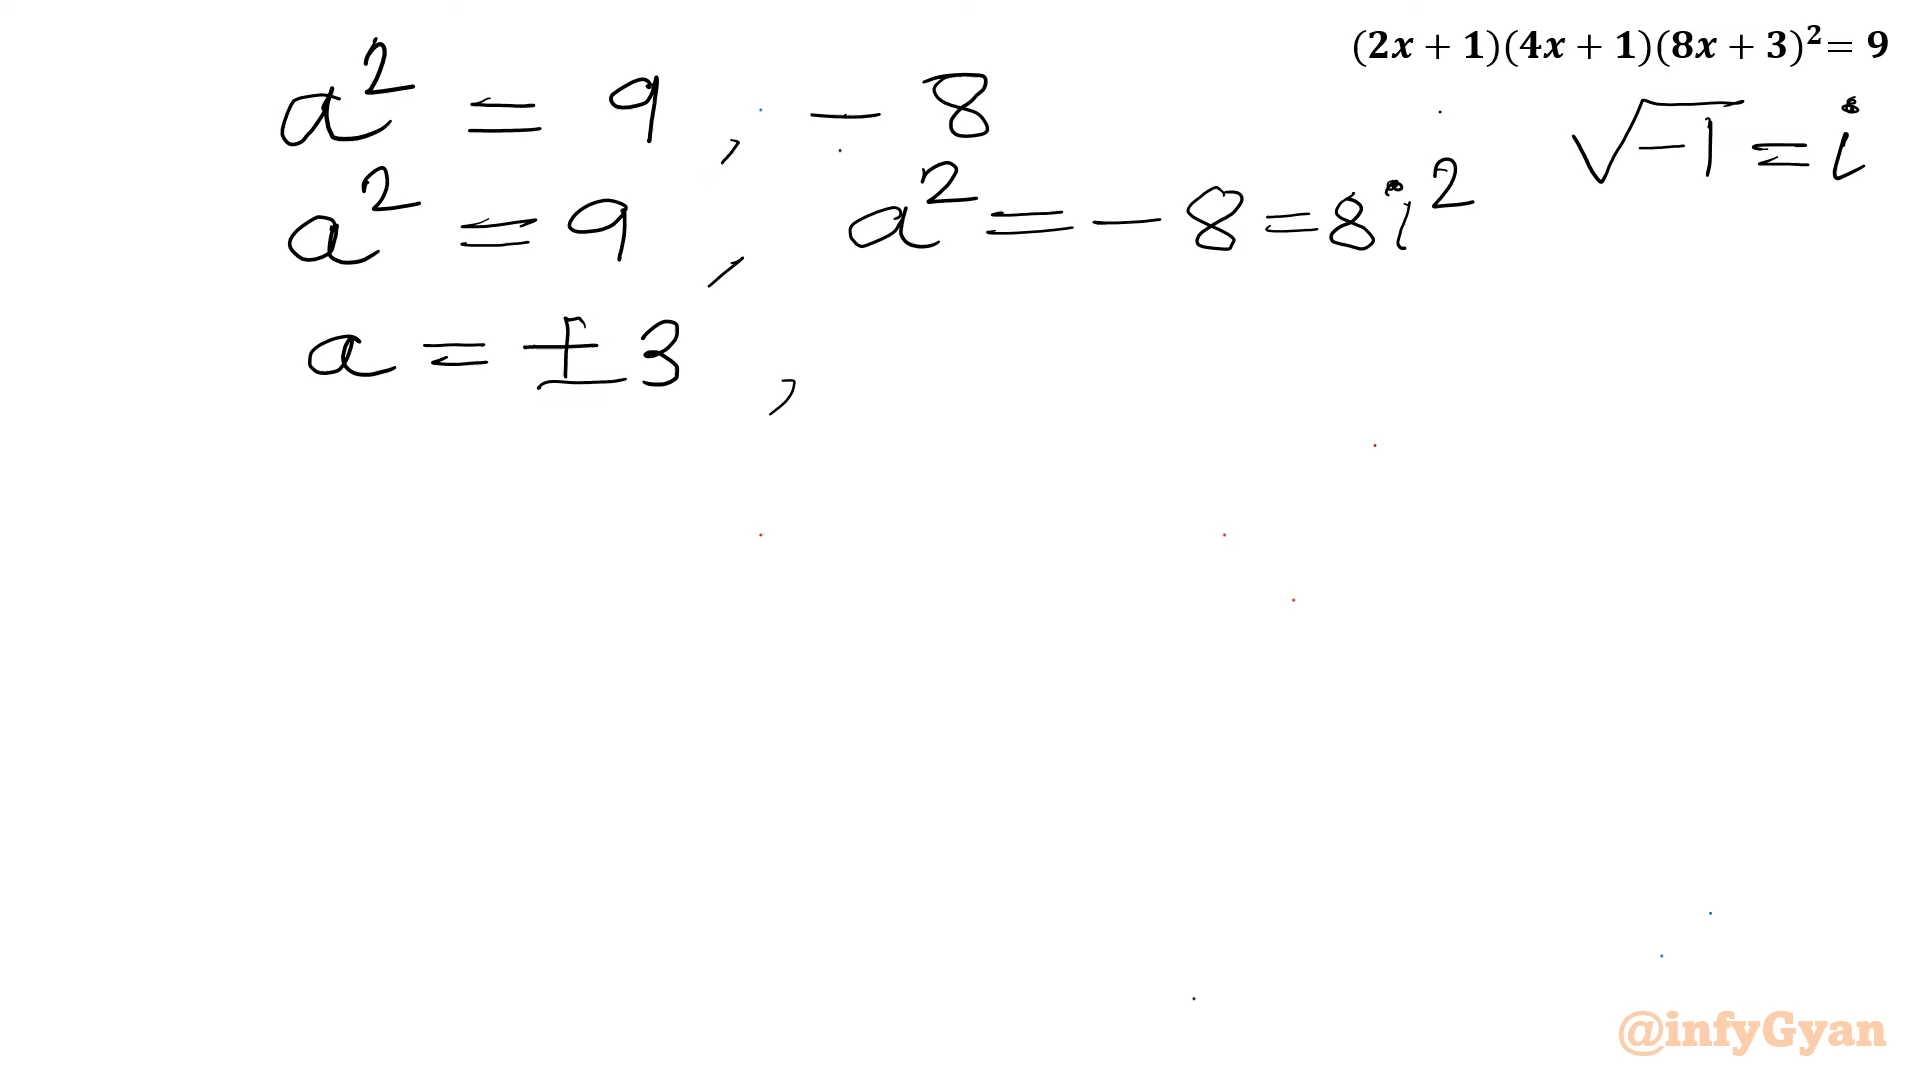 (2x + 1)(4x + 1)(8x + 3)² = 9
a² = 9 , - 8
√-1 = i
a² = 9 , a² = - 8 = 8i²
a = ± 3 ,
@infyGyan